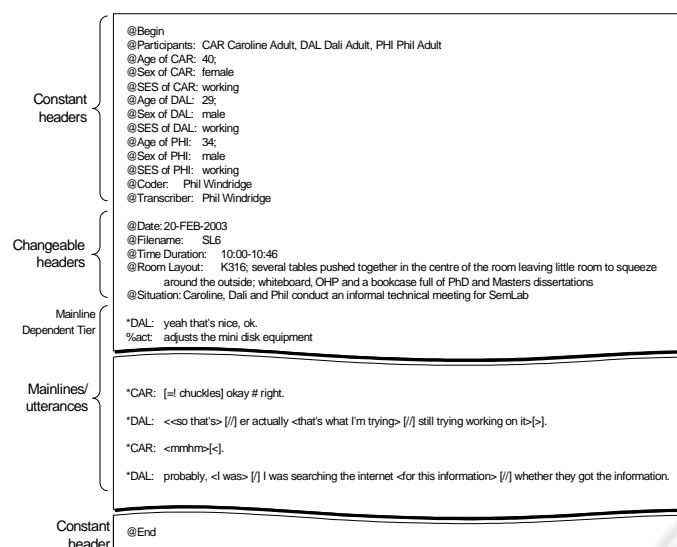 @Begin
@Participants: CAR Caroline Adult, DAL Dali Adult, PHI Phil Adult
@Age of CAR: 40;
@Sex of CAR: female
@SES of CAR: working
@Age of DAL: 29;
@Sex of DAL: male
@SES of DAL: working
@Age of PHI: 34;
@Sex of PHI: male
@SES of PHI: working
@Coder: Phil Windridge
@Transcriber: Phil Windridge
Constant
headers
@Date: 20-FEB-2003
@Filename: SL6
@Time Duration: 10:00-10:46
@Room Layout: K316; several tables pushed together in the centre of the room leaving little room to squeeze
around the outside; whiteboard, OHP and a bookcase full of PhD and Masters dissertations
@Situation: Caroline, Dali and Phil conduct an informal technical meeting for SemLab
Changeable
headers
Mainline
Dependent Tier
*DAL: yeah that's nice, ok.
%act: adjusts the mini disk equipment
Mainlines/
utterances
*CAR: [=! chuckles] okay # right.
*DAL: <<so that's> [//] er actually <that's what I'm trying> [//] still trying working on it>[>].
*CAR: <mmhm>[<].
*DAL: probably, <I was> [/] I was searching the internet <for this information> [//] whether they got the information.
Constant
header
@End